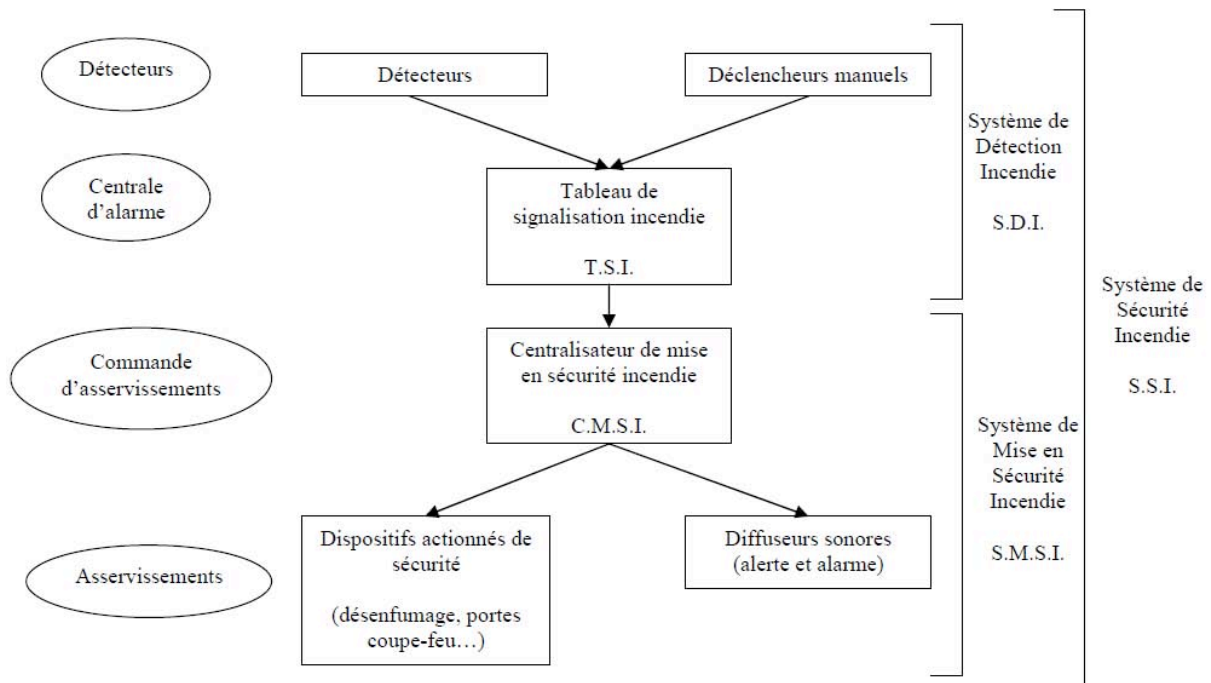 Détecteurs
Détecteurs
Déclencheurs manuels
Système de
Détection
Incendie
S.D.I.
Centrale
d'alarme
Tableau de
signalisation incendie
T.S.I.
Système de
Sécurité
Incendie
S.S.I.
Commande
d'asservissements
Centralisateur de mise
en sécurité incendie
C.M.S.I.
Système de
Mise en
Sécurité
Incendie
S.M.S.I.
Asservissements
Dispositifs actionnés de
sécurité
(désenfumage, portes
coupe-feu…)
Diffuseurs sonores
(alerte et alarme)